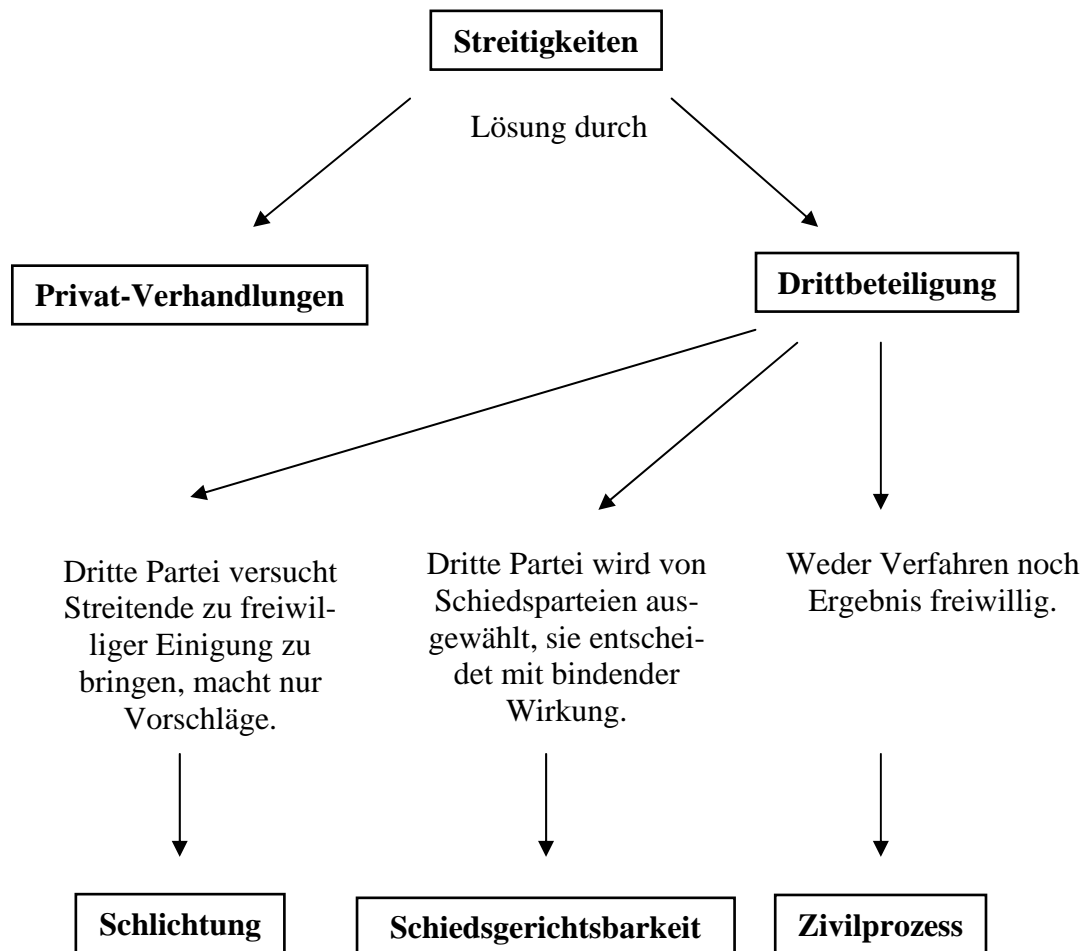 Streitigkeiten
Lösung durch
Privat-Verhandlungen
Drittbeteiligung
Dritte Partei versucht
Streitende zu freiwil-
liger Einigung zu
bringen, macht nur
Vorschläge.
Dritte Partei wird von
Schiedsparteien aus-
gewählt, sie entschei-
det mit bindender
Wirkung.
Weder Verfahren noch
Ergebnis freiwillig.
Schlichtung
Schiedsgerichtsbarkeit
Zivilprozess